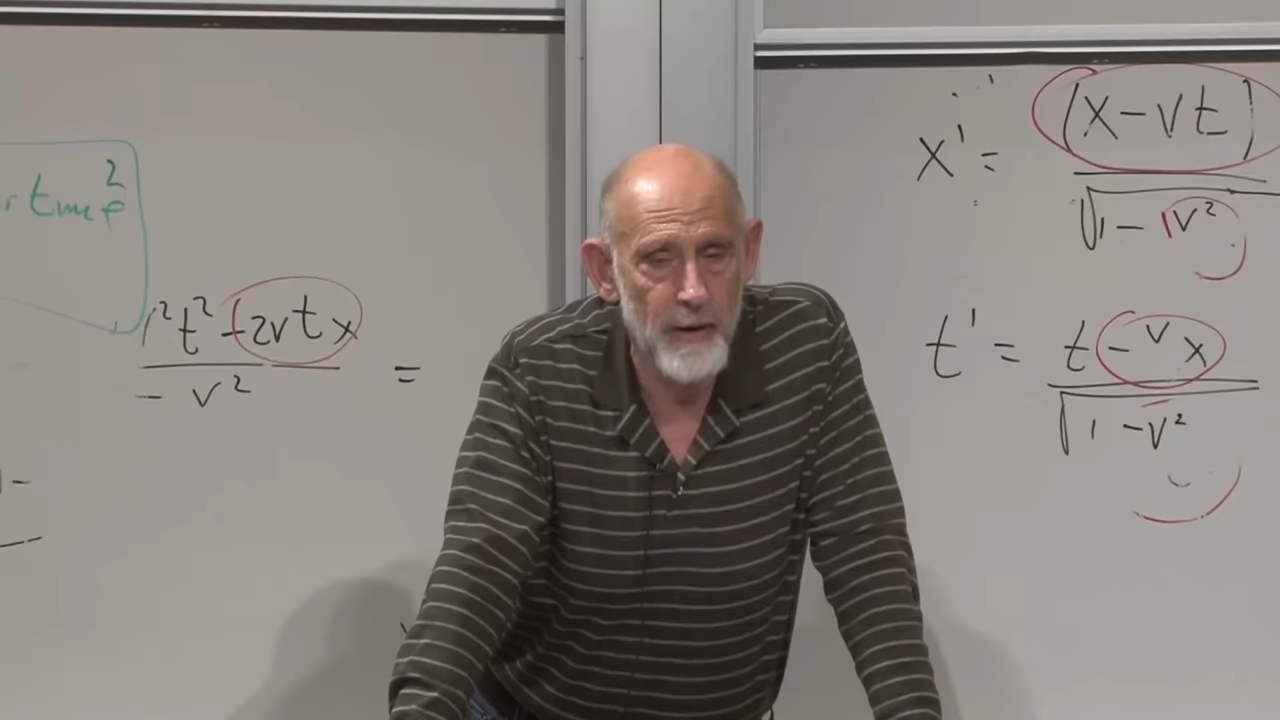 time²
t² - 2vtx
- v²
=
x' = (x - vt)
√1 - v²
t' = t - vx
√1 - v²